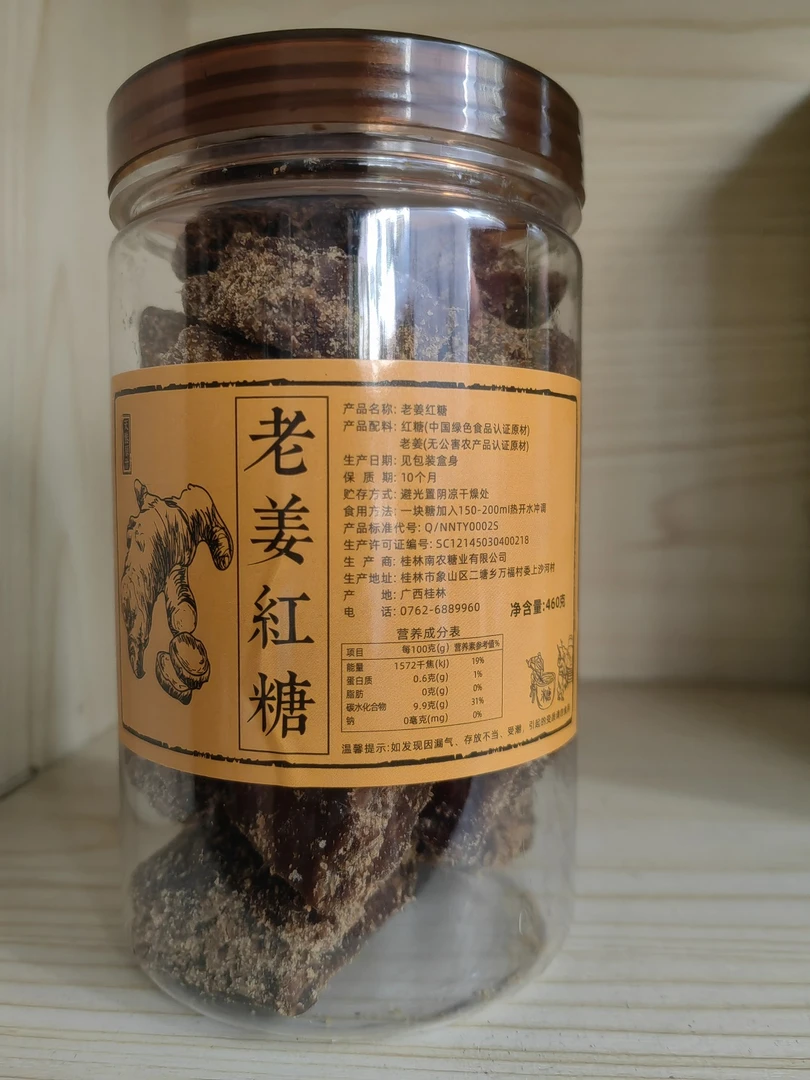 老姜紅糖
产品名称: 老姜红糖
产品配料: 红糖(中国绿色食品认证原材)
老姜(无公害农产品认证原材)
生产日期: 见包装盒身
保 质 期: 10个月
贮存方式: 避光置阴凉干燥处
食用方法: 一块糖加入150-200ml热开水冲调
产品标准代号: Q/NNTY0002S
生产许可证编号: SC12145030400218
生 产 商: 桂林南农糖业有限公司
生产地址: 桂林市象山区二塘乡万福村委上沙河村
产 地: 广西桂林
电 话: 0762-6889960
净含量:460克
营养成分表
项目 每100克(g) 营养素参考值%
能量 1572千焦(kj) 19%
蛋白质 0.6克(g) 1%
脂肪 0克(g) 0%
碳水化合物 9.9克(g) 31%
钠 0毫克(mg) 0%
温馨提示:如发现因漏气、存放不当、受潮、引起的变质请勿食用